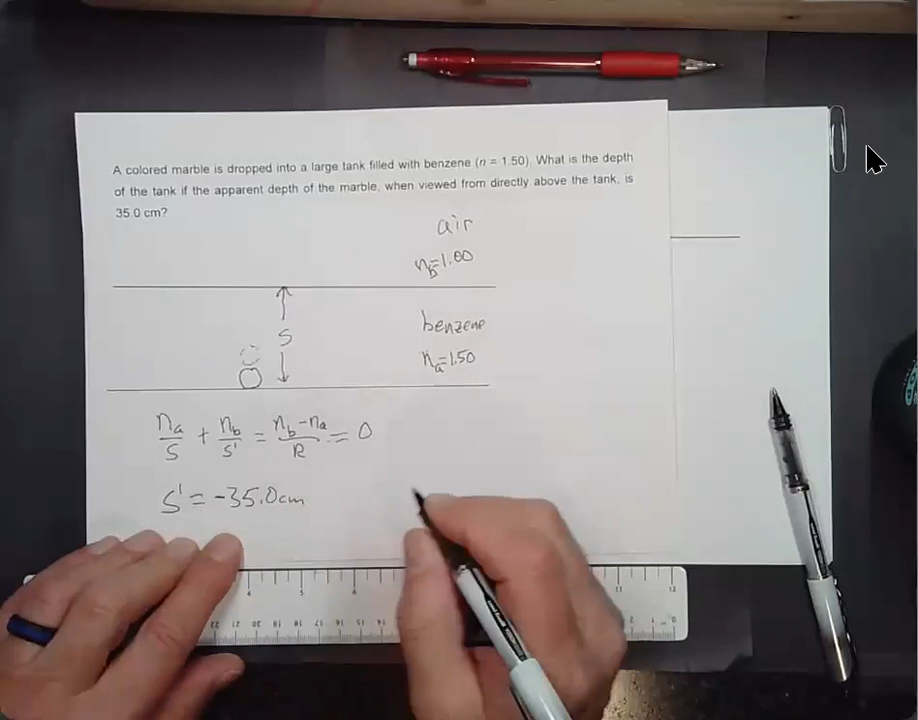 A colored marble is dropped into a large tank filled with benzene (n = 1.50). What is the depth
of the tank if the apparent depth of the marble, when viewed from directly above the tank, is
35.0 cm?
air
n_b=1.00
s
benzene
n_a=1.50
n_a/s + n_b/s' = (n_b-n_a)/R = 0
s' = -35.0cm